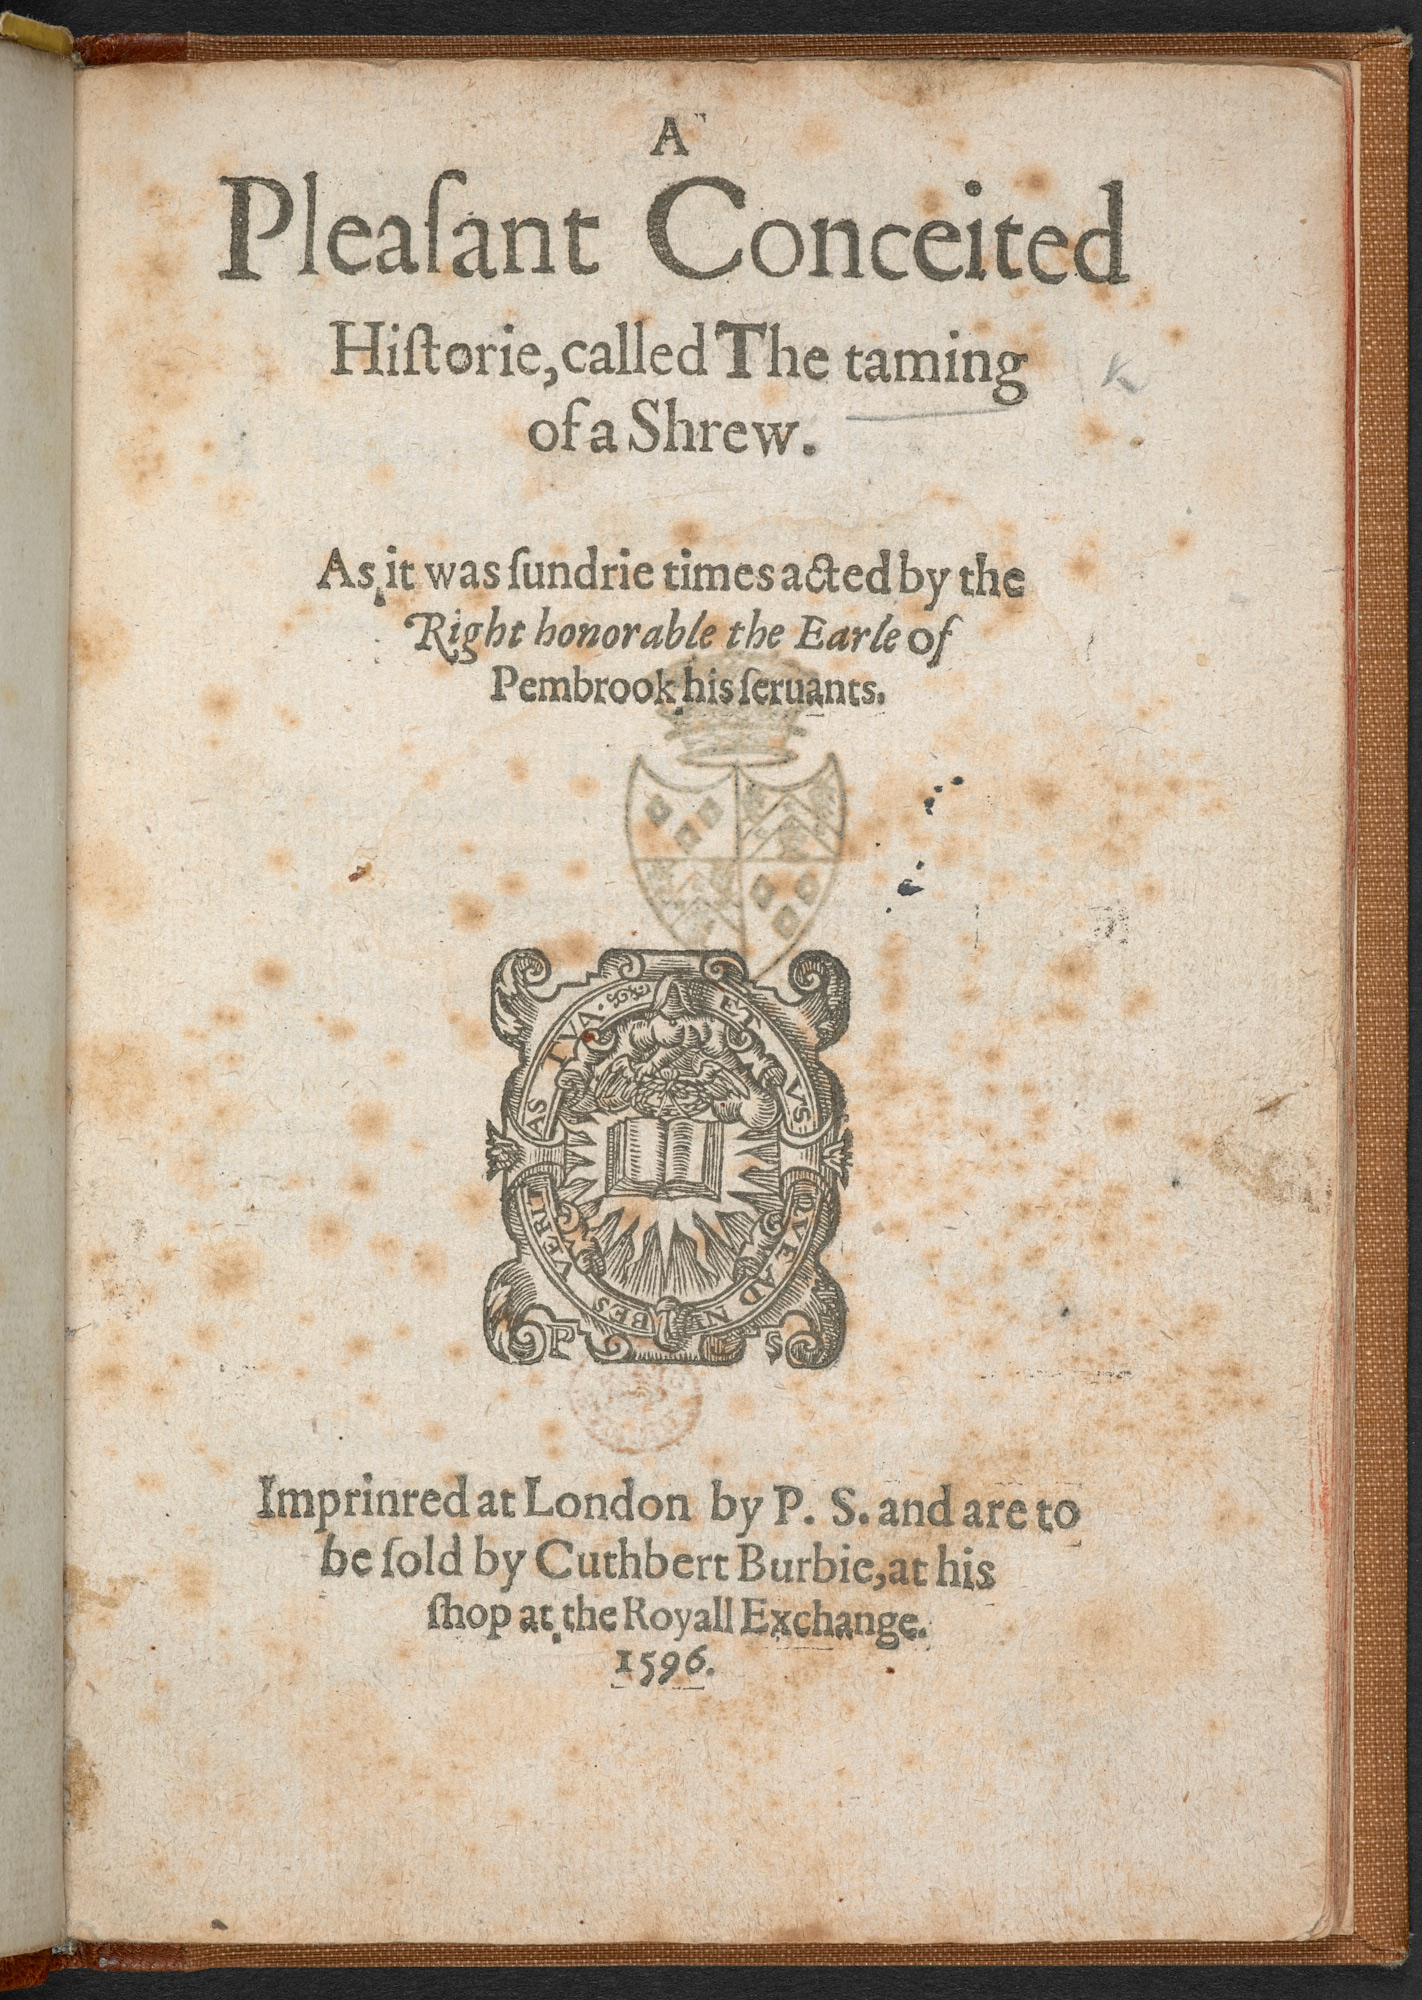 A
Pleaſant Conceited
Hiſtorie, called The taming
of a Shrew.
As it was ſundrie times acted by the
Right honorable the Earle of
Pembrook his ſeruants.
ET VSQVE AD NVBES VERITAS TVA.
P S
Imprinred at London by P. S. and are to
be ſold by Cuthbert Burbie, at his
ſhop at the Royall Exchange.
1596.